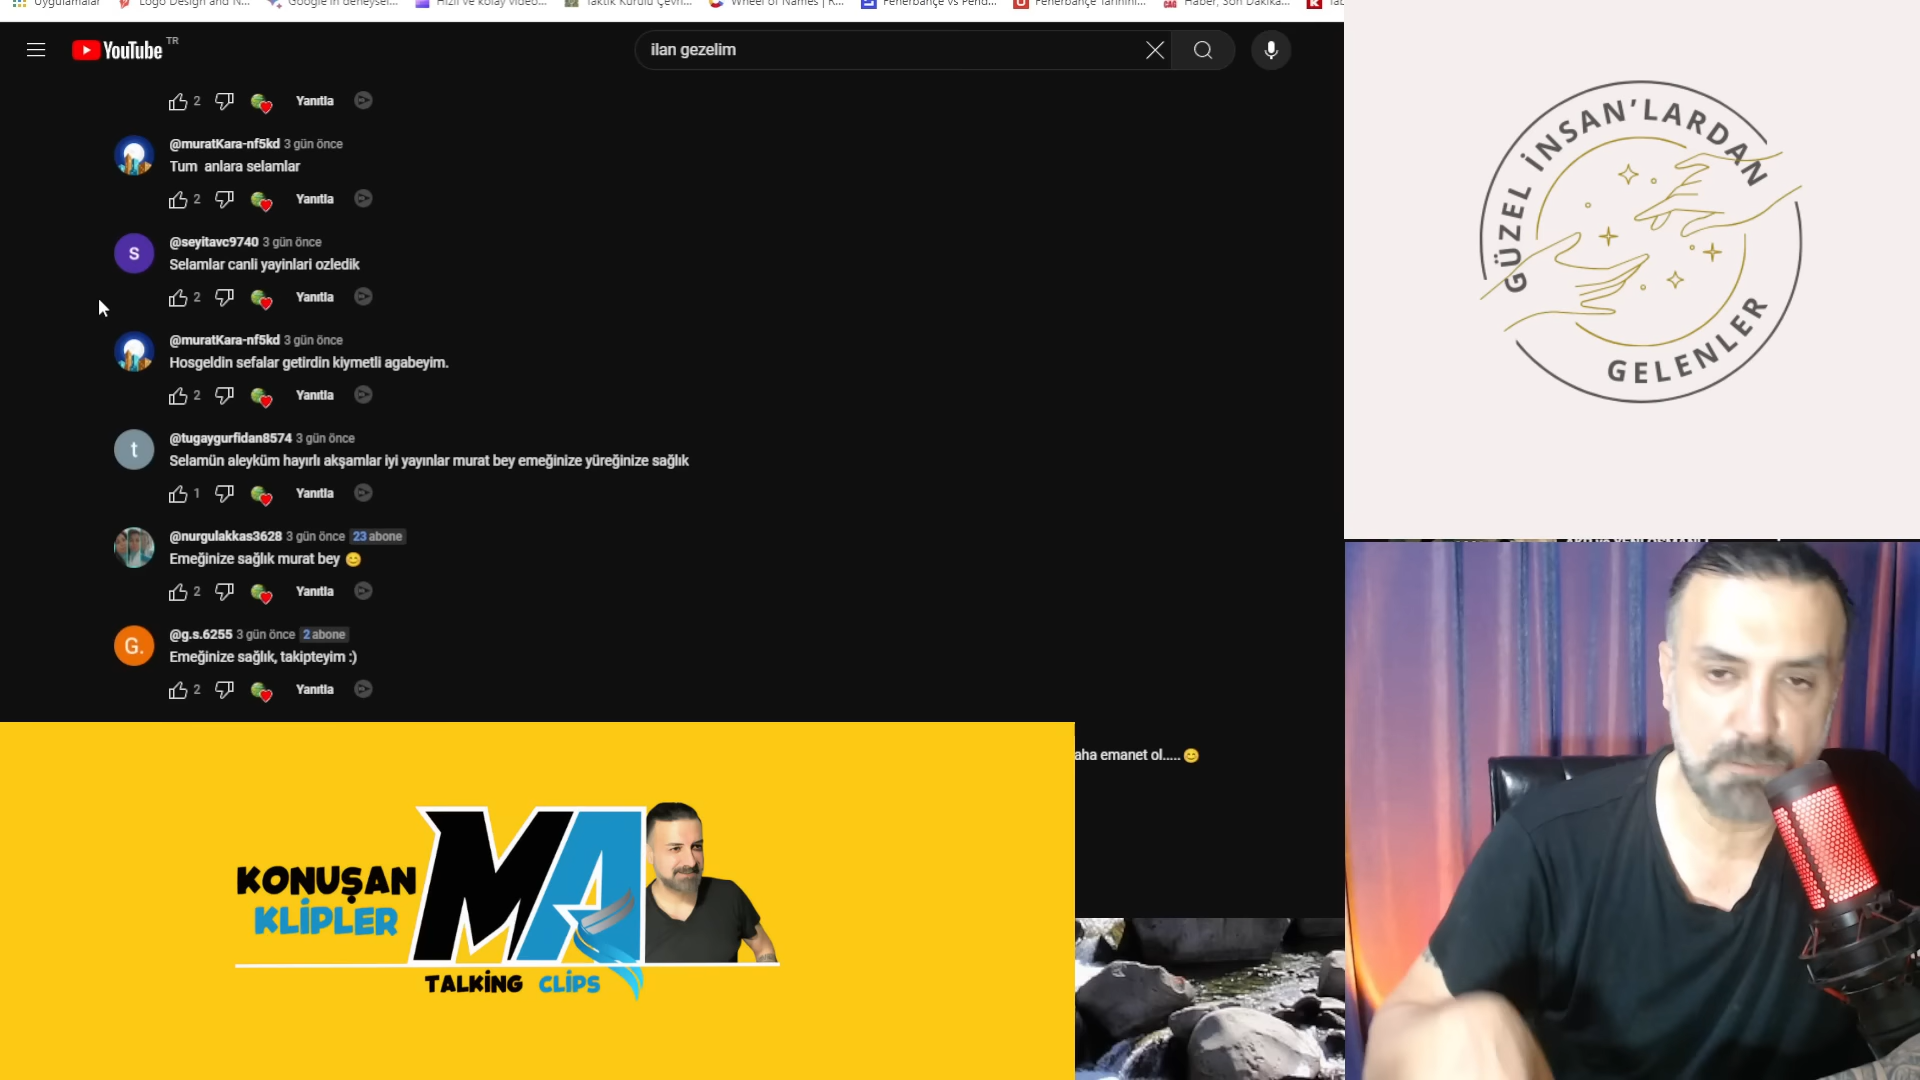 Uygulamalar
Logo Design and N...
Google'ın deneysel...
Hızlı ve kolay video...
Taktik Kurulu Çevri...
Wheel of Names | R...
Fenerbahçe vs Pend...
Fenerbahçe Tarihini...
Haber, Son Dakika...
YouTube TR
ilan gezelim
2 Yanıtla
@muratKara-nf5kd 3 gün önce
Tum anlara selamlar
2 Yanıtla
S
@seyitavc9740 3 gün önce
Selamlar canli yayinlari ozledik
2 Yanıtla
@muratKara-nf5kd 3 gün önce
Hosgeldin sefalar getirdin kiymetli agabeyim.
2 Yanıtla
t
@tugaygurfidan8574 3 gün önce
Selamün aleyküm hayırlı akşamlar iyi yayınlar murat bey emeğinize yüreğinize sağlık
1 Yanıtla
@nurgulakkas3628 3 gün önce 23 abone
Emeğinize sağlık murat bey 😊
2 Yanıtla
G.
@g.s.6255 3 gün önce 2 abone
Emeğinize sağlık, takipteyim :)
2 Yanıtla
aha emanet ol..... 😊
KONUŞAN
KLİPLER
MA
TALKİNG CLİPS
GÜZEL İNSAN'LARDAN
GELENLER